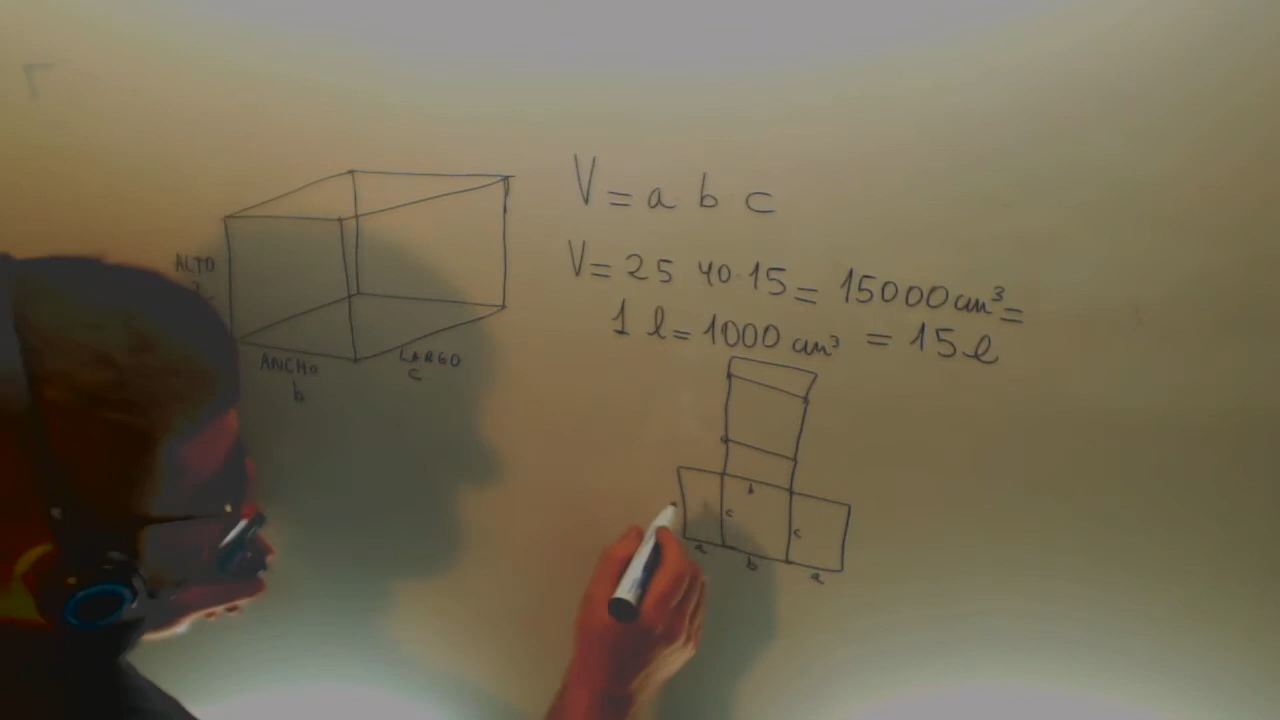 V = a b c
V = 25 40 15 = 15000 cm³ =
1 l = 1000 cm³ = 15 l
ALTO
ANCHO
b
LARGO
c
b
c
c
a
b
a